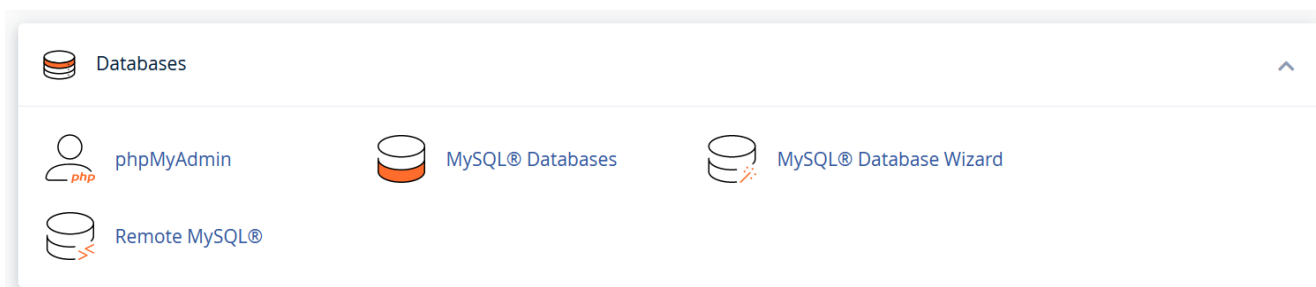 Databases
php
phpMyAdmin
MySQL® Databases
MySQL® Database Wizard
Remote MySQL®